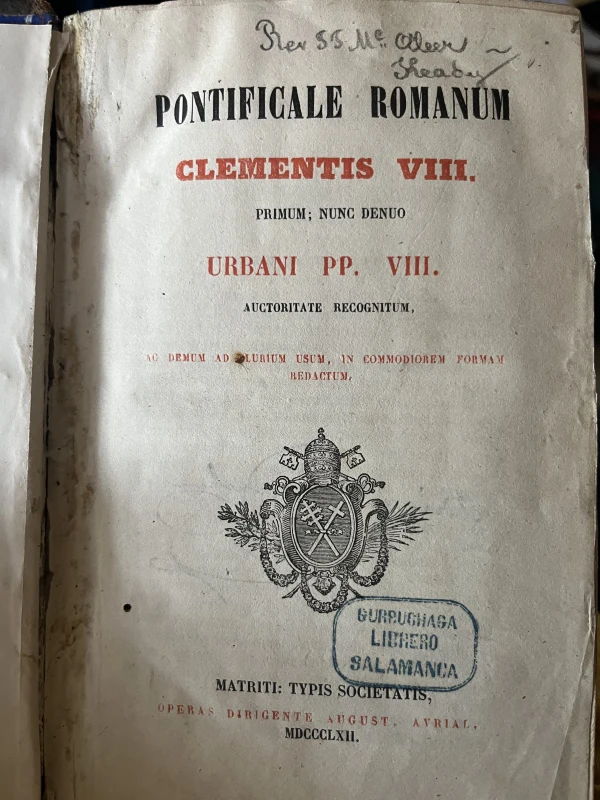 Rev
PONTIFICALE ROMANUM
CLEMENTIS VIII.
PRIMUM; NUNC DENUO
URBANI PP. VIII.
AUCTORITATE RECOGNITUM,
AC DEMUM AD PLURIUM USUM, IN COMMODIOREM FORMAM
REDACTUM.
GURRUCHAGA
LIBRERO
SALAMANCA
MATRITI: TYPIS SOCIETATIS,
OPERAS DIRIGENTE AUGUST. AVRIAL.
MDCCCLXII.